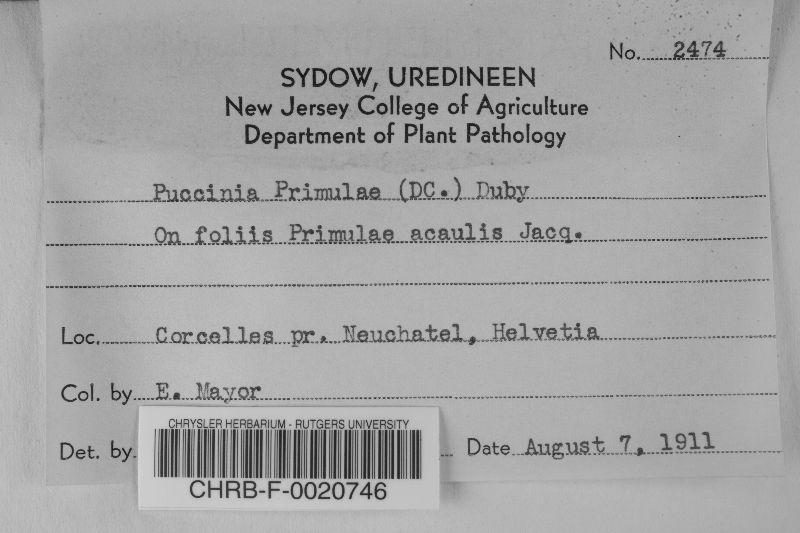 No. 2474
SYDOW, UREDINEEN
New Jersey College of Agriculture
Department of Plant Pathology
Puccinia Primulae (DC.) Duby
On foliis Primulae acaulis Jacq.
Loc. Corcelles pr. Neuchatel, Helvetia
Col. by E. Mayor
Det. by Date August 7, 1911
CHRYSLER HERBARIUM - RUTGERS UNIVERSITY
CHRB-F-0020746